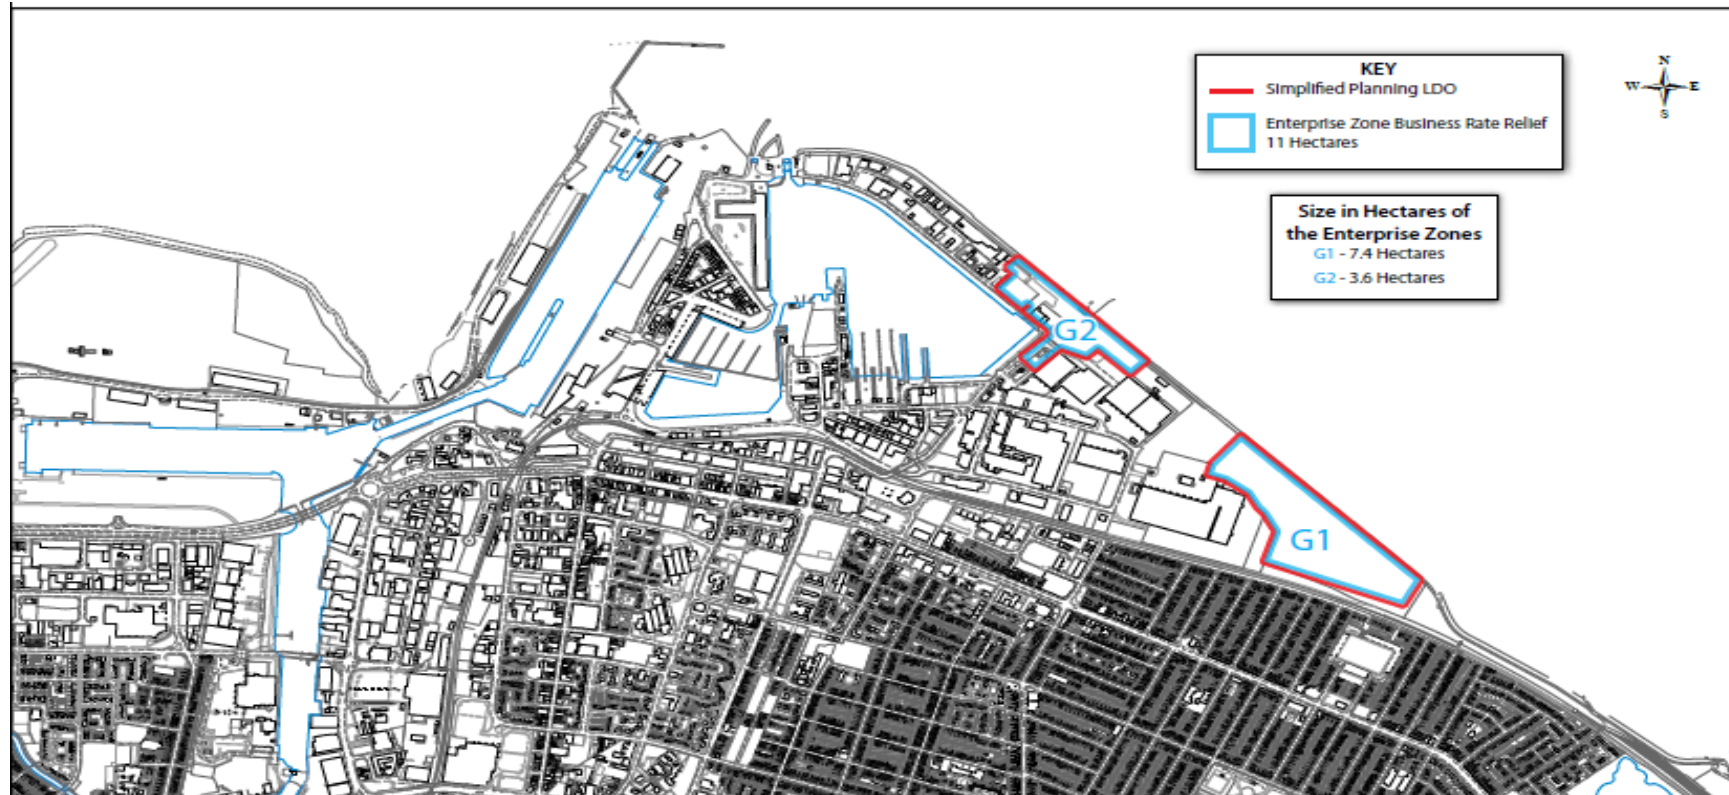 KEY
Simplified Planning LDO
Enterprise Zone Business Rate Relief
11 Hectares
N
W E
S
Size in Hectares of
the Enterprise Zones
G1 - 7.4 Hectares
G2 - 3.6 Hectares
G2
G1